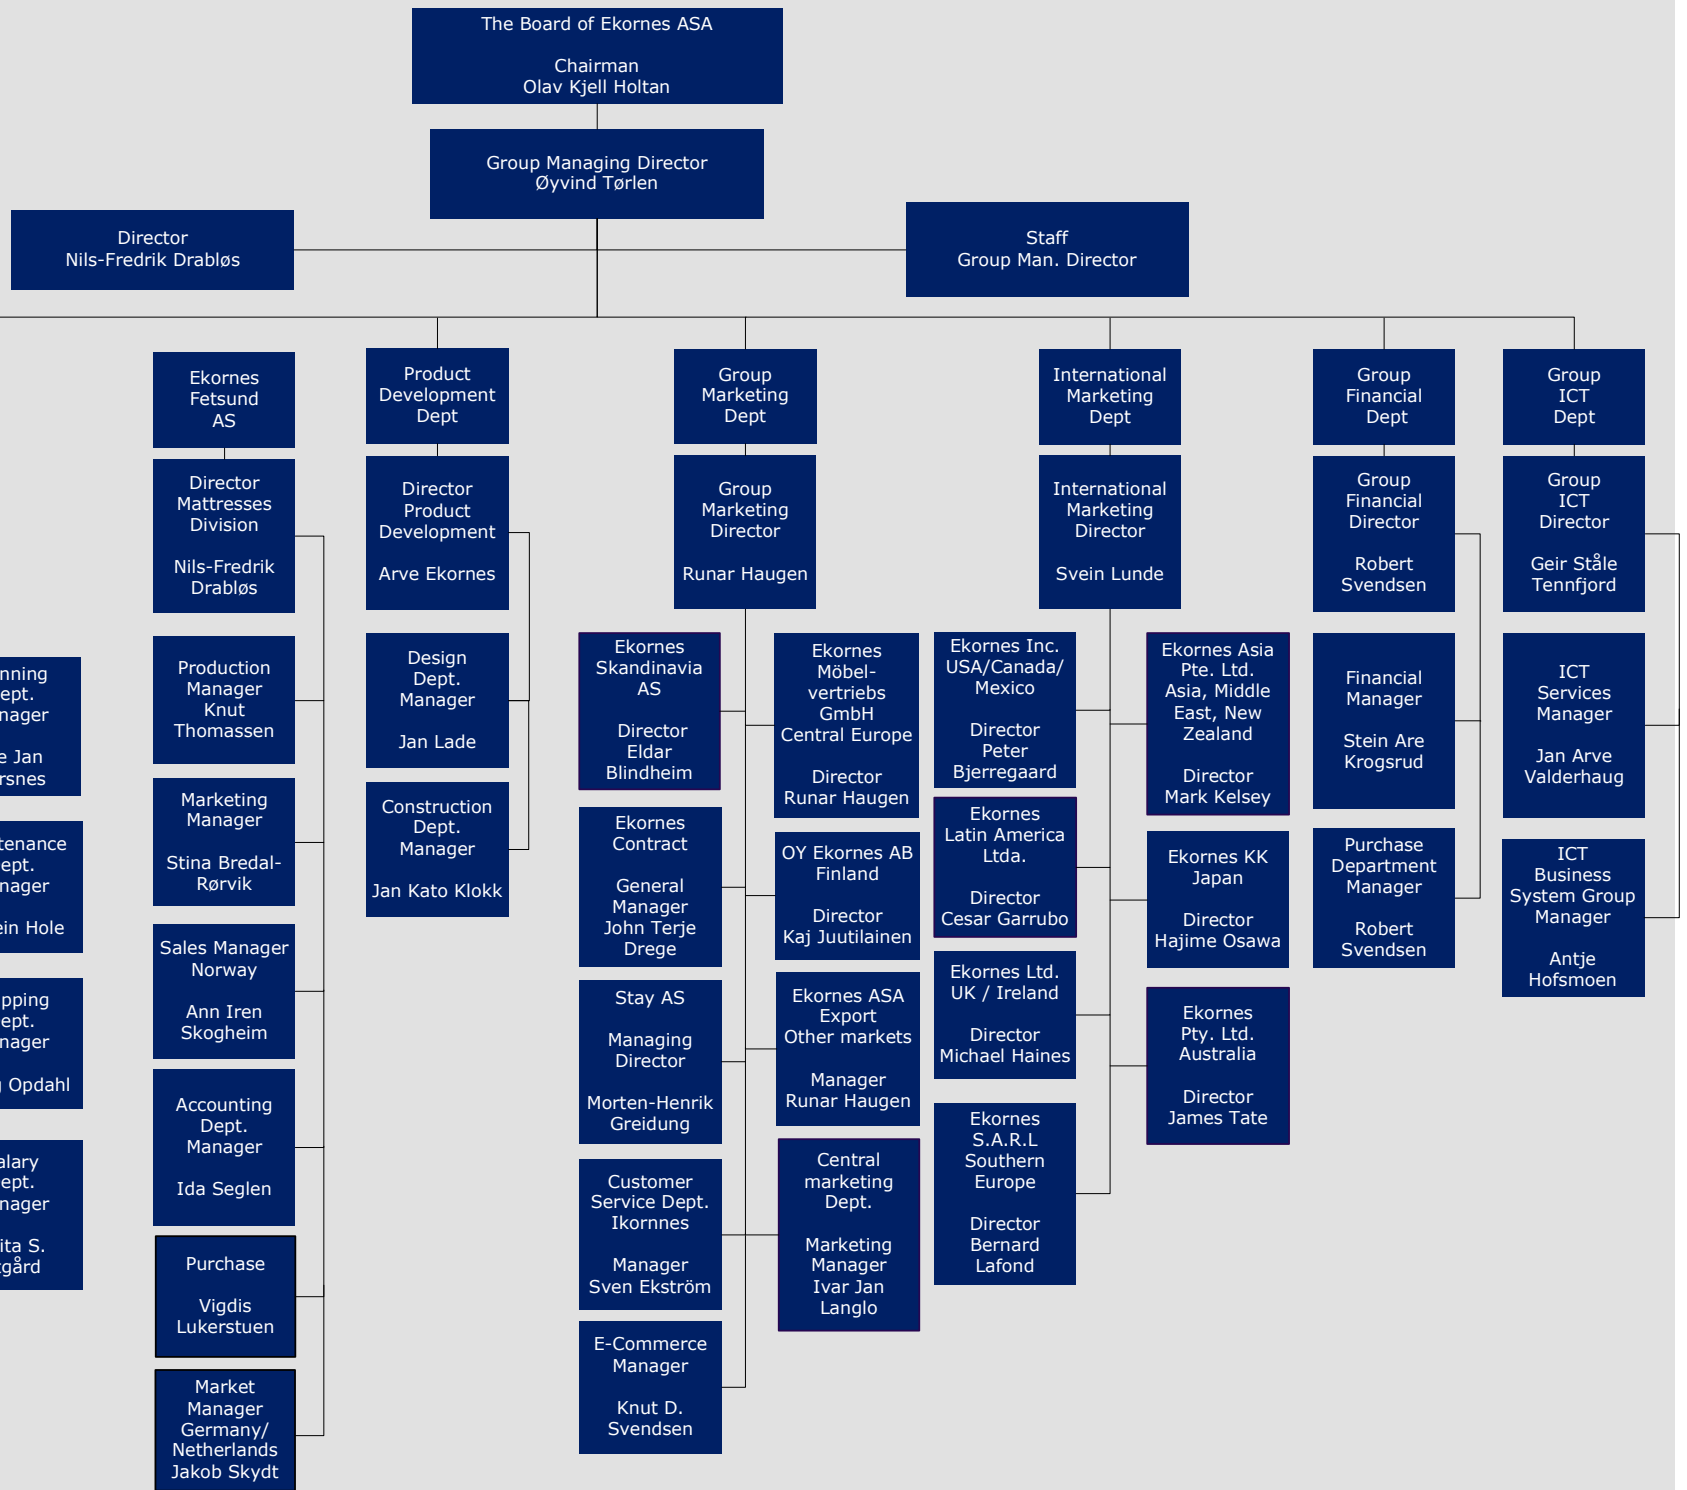 The Board of Ekornes ASA
Chairman
Olav Kjell Holtan
Group Managing Director
Øyvind Tørlen
Director
Nils-Fredrik Drabløs
Staff
Group Man. Director
Dept.
Jan
Dept.
Hole
Dept.
Opdahl
Dept.
S.
Ekornes
Fetsund
AS
Director
Mattresses
Division
Nils-Fredrik
Drabløs
Production
Manager
Knut
Thomassen
Marketing
Manager
Stina Bredal-
Rørvik
Sales Manager
Norway
Ann Iren
Skogheim
Accounting
Dept.
Manager
Ida Seglen
Purchase
Vigdis
Lukerstuen
Market
Manager
Germany/
Netherlands
Jakob Skydt
Product
Development
Dept
Director
Product
Development
Arve Ekornes
Design
Dept.
Manager
Jan Lade
Construction
Dept.
Manager
Jan Kato Klokk
Group
Marketing
Dept
Group
Marketing
Director
Runar Haugen
Ekornes
Skandinavia
AS
Director
Eldar
Blindheim
Ekornes
Contract
General
Manager
John Terje
Drege
Stay AS
Managing
Director
Morten-Henrik
Greidung
Customer
Service Dept.
Ikornnes
Manager
Sven Ekström
E-Commerce
Manager
Knut D.
Svendsen
Ekornes
Möbel-
vertriebs
GmbH
Central Europe
Director
Runar Haugen
OY Ekornes AB
Finland
Director
Kaj Juutilainen
Ekornes ASA
Export
Other markets
Manager
Runar Haugen
Central
marketing
Dept.
Marketing
Manager
Ivar Jan
Langlo
International
Marketing
Dept
International
Marketing
Director
Svein Lunde
Ekornes Inc.
USA/Canada/
Mexico
Director
Peter
Bjerregaard
Ekornes
Latin America
Ltda.
Director
Cesar Garrubo
Ekornes Ltd.
UK / Ireland
Director
Michael Haines
Ekornes
S.A.R.L
Southern
Europe
Director
Bernard
Lafond
Ekornes Asia
Pte. Ltd.
Asia, Middle
East, New
Zealand
Director
Mark Kelsey
Ekornes KK
Japan
Director
Hajime Osawa
Ekornes
Pty. Ltd.
Australia
Director
James Tate
Group
Financial
Dept
Group
Financial
Director
Robert
Svendsen
Financial
Manager
Stein Are
Krogsrud
Purchase
Department
Manager
Robert
Svendsen
Group
ICT
Dept
Group
ICT
Director
Geir Ståle
Tennfjord
ICT
Services
Manager
Jan Arve
Valderhaug
ICT
Business
System Group
Manager
Antje
Hofsmoen